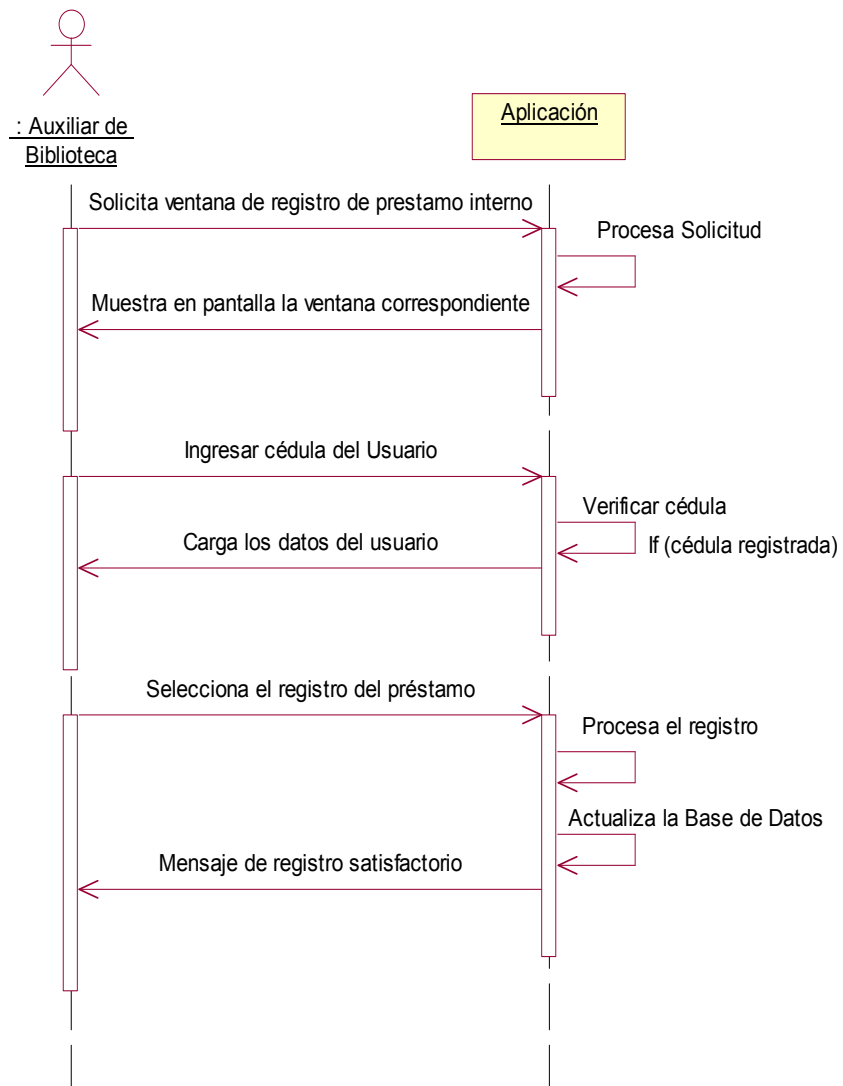 : Auxiliar de
Biblioteca
Aplicación
Solicita ventana de registro de prestamo interno
Procesa Solicitud
Muestra en pantalla la ventana correspondiente
Ingresar cédula del Usuario
Verificar cédula
If (cédula registrada)
Carga los datos del usuario
Selecciona el registro del préstamo
Procesa el registro
Actualiza la Base de Datos
Mensaje de registro satisfactorio